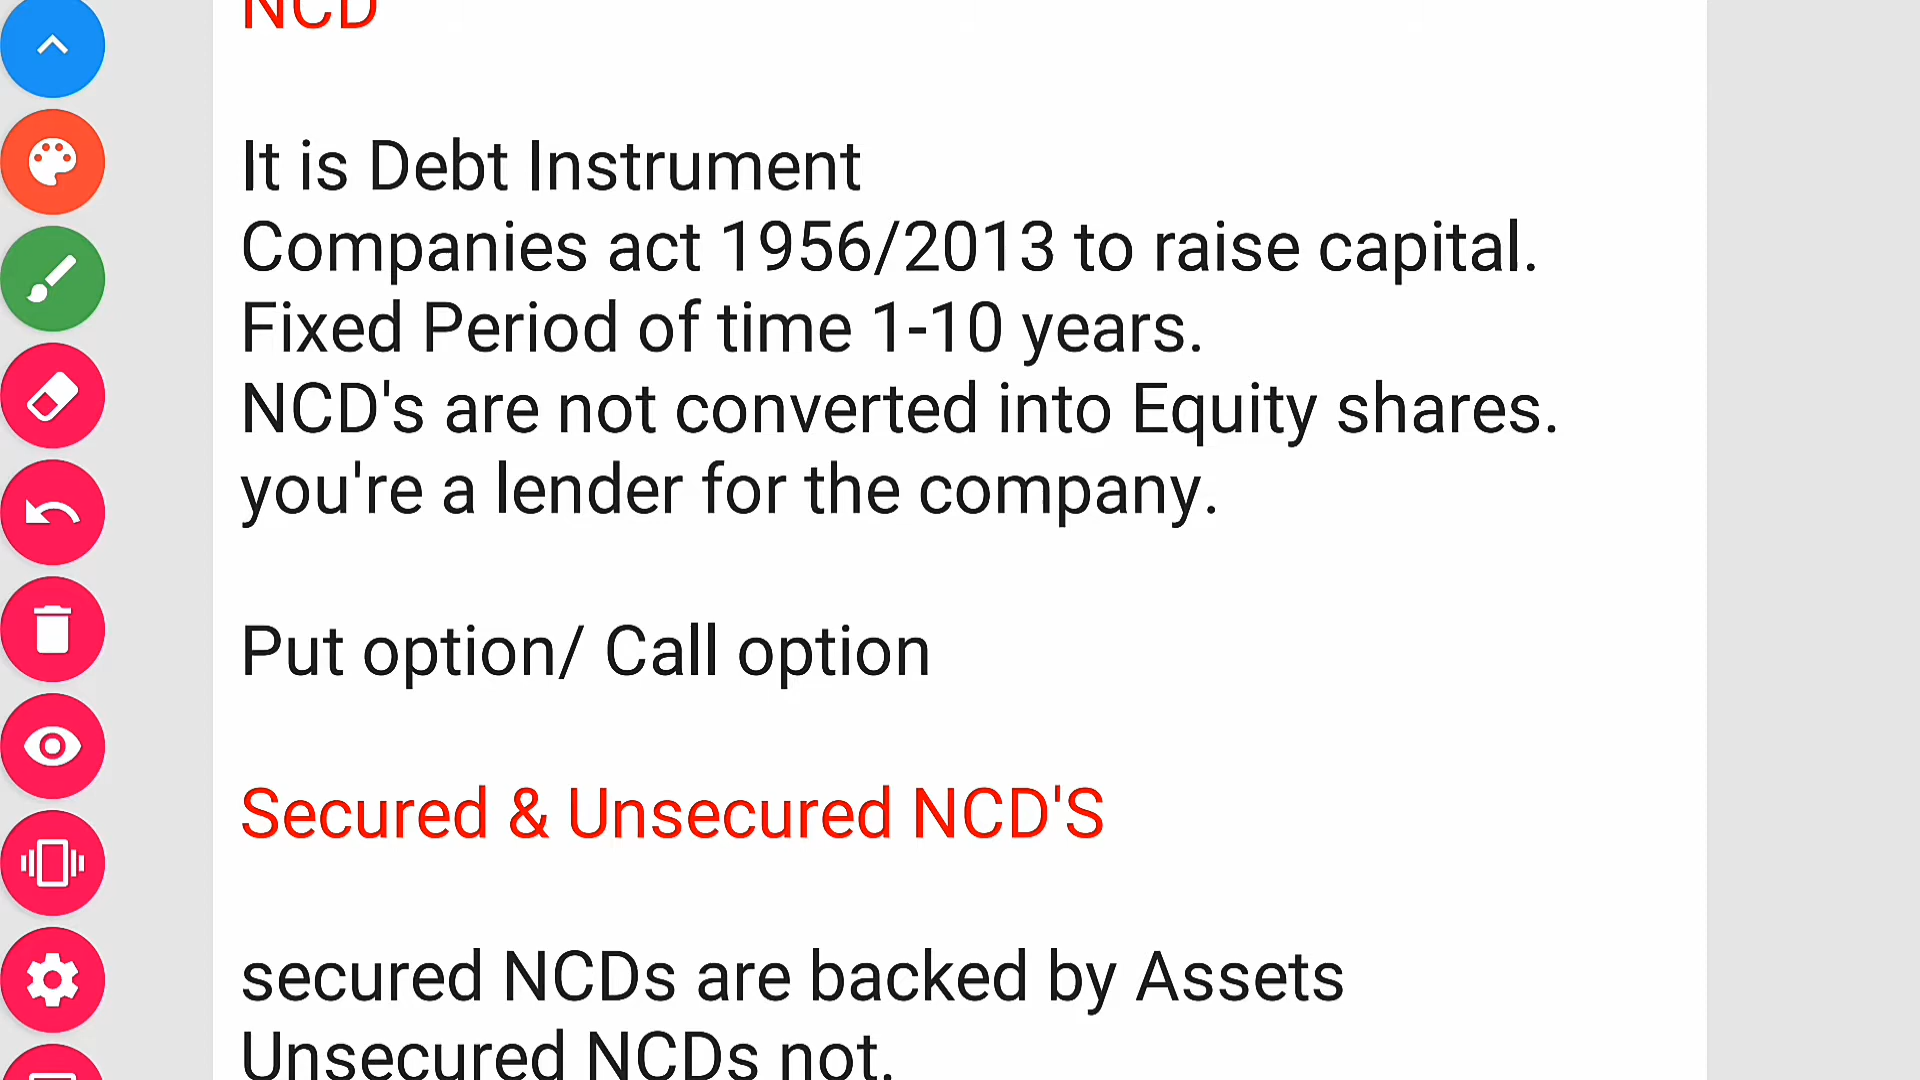 NCD
It is Debt Instrument
Companies act 1956/2013 to raise capital.
Fixed Period of time 1-10 years.
NCD's are not converted into Equity shares.
you're a lender for the company.
Put option/ Call option
Secured & Unsecured NCD'S
secured NCDs are backed by Assets
Unsecured NCDs not.